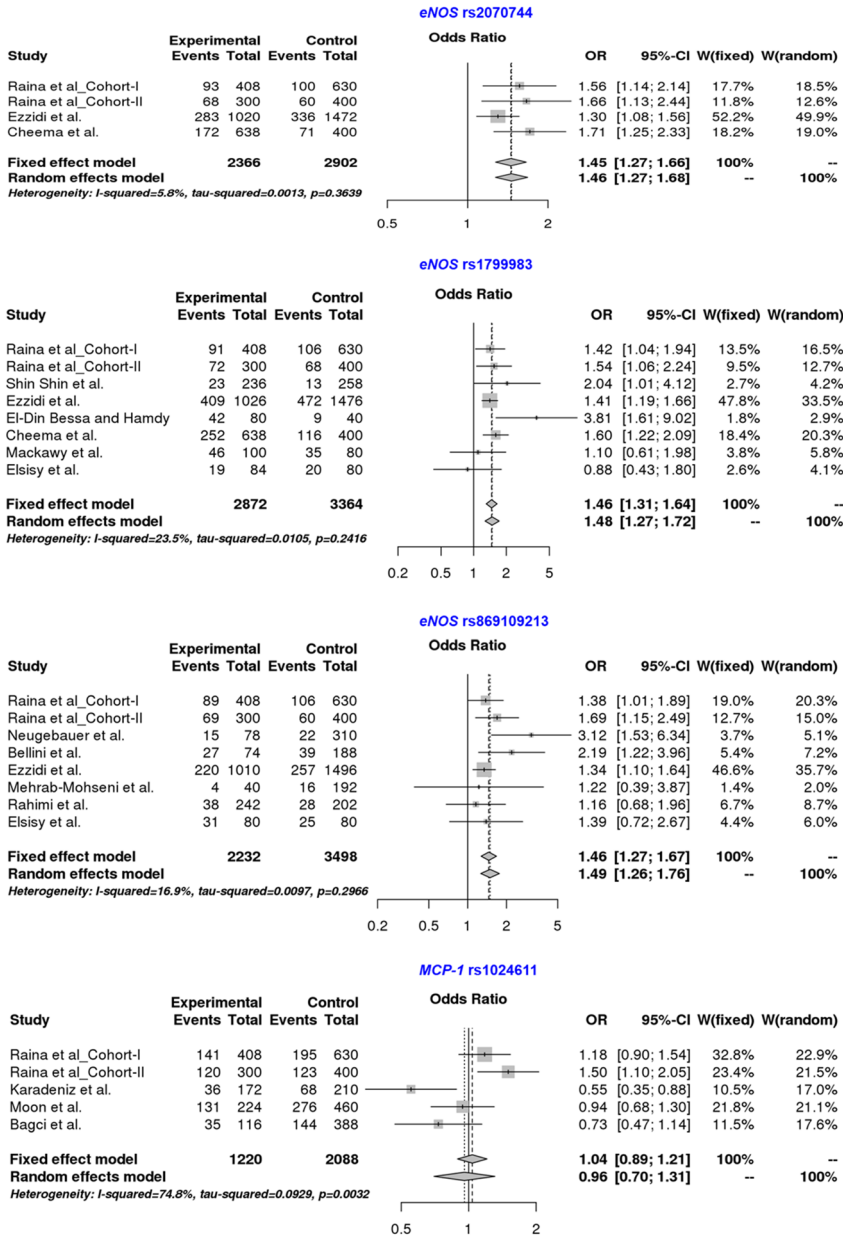 eNOS rs2070744
Experimental Control Odds Ratio
Study Events Total Events Total OR 95%-CI W(fixed) W(random)
Raina et al_Cohort-I 93 408 100 630 1.56 [1.14; 2.14] 17.7% 18.5%
Raina et al_Cohort-II 68 300 60 400 1.66 [1.13; 2.44] 11.8% 12.6%
Ezzidi et al. 283 1020 336 1472 1.30 [1.08; 1.56] 52.2% 49.9%
Cheema et al. 172 638 71 400 1.71 [1.25; 2.33] 18.2% 19.0%
Fixed effect model 2366 2902 1.45 [1.27; 1.66] 100% --
Random effects model 1.46 [1.27; 1.68] -- 100%
Heterogeneity: I-squared=5.8%, tau-squared=0.0013, p=0.3639
0.5 1 2
eNOS rs1799983
Experimental Control Odds Ratio
Study Events Total Events Total OR 95%-CI W(fixed) W(random)
Raina et al_Cohort-I 91 408 106 630 1.42 [1.04; 1.94] 13.5% 16.5%
Raina et al_Cohort-II 72 300 68 400 1.54 [1.06; 2.24] 9.5% 12.7%
Shin Shin et al. 23 236 13 258 2.04 [1.01; 4.12] 2.7% 4.2%
Ezzidi et al. 409 1026 472 1476 1.41 [1.19; 1.66] 47.8% 33.5%
El-Din Bessa and Hamdy 42 80 9 40 3.81 [1.61; 9.02] 1.8% 2.9%
Cheema et al. 252 638 116 400 1.60 [1.22; 2.09] 18.4% 20.3%
Mackawy et al. 46 100 35 80 1.10 [0.61; 1.98] 3.8% 5.8%
Elsisy et al. 19 84 20 80 0.88 [0.43; 1.80] 2.6% 4.1%
Fixed effect model 2872 3364 1.46 [1.31; 1.64] 100% --
Random effects model 1.48 [1.27; 1.72] -- 100%
Heterogeneity: I-squared=23.5%, tau-squared=0.0105, p=0.2416
0.2 0.5 1 2 5
eNOS rs869109213
Experimental Control Odds Ratio
Study Events Total Events Total OR 95%-CI W(fixed) W(random)
Raina et al_Cohort-I 89 408 106 630 1.38 [1.01; 1.89] 19.0% 20.3%
Raina et al_Cohort-II 69 300 60 400 1.69 [1.15; 2.49] 12.7% 15.0%
Neugebauer et al. 15 78 22 310 3.12 [1.53; 6.34] 3.7% 5.1%
Bellini et al. 27 74 39 188 2.19 [1.22; 3.96] 5.4% 7.2%
Ezzidi et al. 220 1010 257 1496 1.34 [1.10; 1.64] 46.6% 35.7%
Mehrab-Mohseni et al. 4 40 16 192 1.22 [0.39; 3.87] 1.4% 2.0%
Rahimi et al. 38 242 28 202 1.16 [0.68; 1.96] 6.7% 8.7%
Elsisy et al. 31 80 25 80 1.39 [0.72; 2.67] 4.4% 6.0%
Fixed effect model 2232 3498 1.46 [1.27; 1.67] 100% --
Random effects model 1.49 [1.26; 1.76] -- 100%
Heterogeneity: I-squared=16.9%, tau-squared=0.0097, p=0.2966
0.2 0.5 1 2 5
MCP-1 rs1024611
Experimental Control Odds Ratio
Study Events Total Events Total OR 95%-CI W(fixed) W(random)
Raina et al_Cohort-I 141 408 195 630 1.18 [0.90; 1.54] 32.8% 22.9%
Raina et al_Cohort-II 120 300 123 400 1.50 [1.10; 2.05] 23.4% 21.5%
Karadeniz et al. 36 172 68 210 0.55 [0.35; 0.88] 10.5% 17.0%
Moon et al. 131 224 276 460 0.94 [0.68; 1.30] 21.8% 21.1%
Bagci et al. 35 116 144 388 0.73 [0.47; 1.14] 11.5% 17.6%
Fixed effect model 1220 2088 1.04 [0.89; 1.21] 100% --
Random effects model 0.96 [0.70; 1.31] -- 100%
Heterogeneity: I-squared=74.8%, tau-squared=0.0929, p=0.0032
0.5 1 2